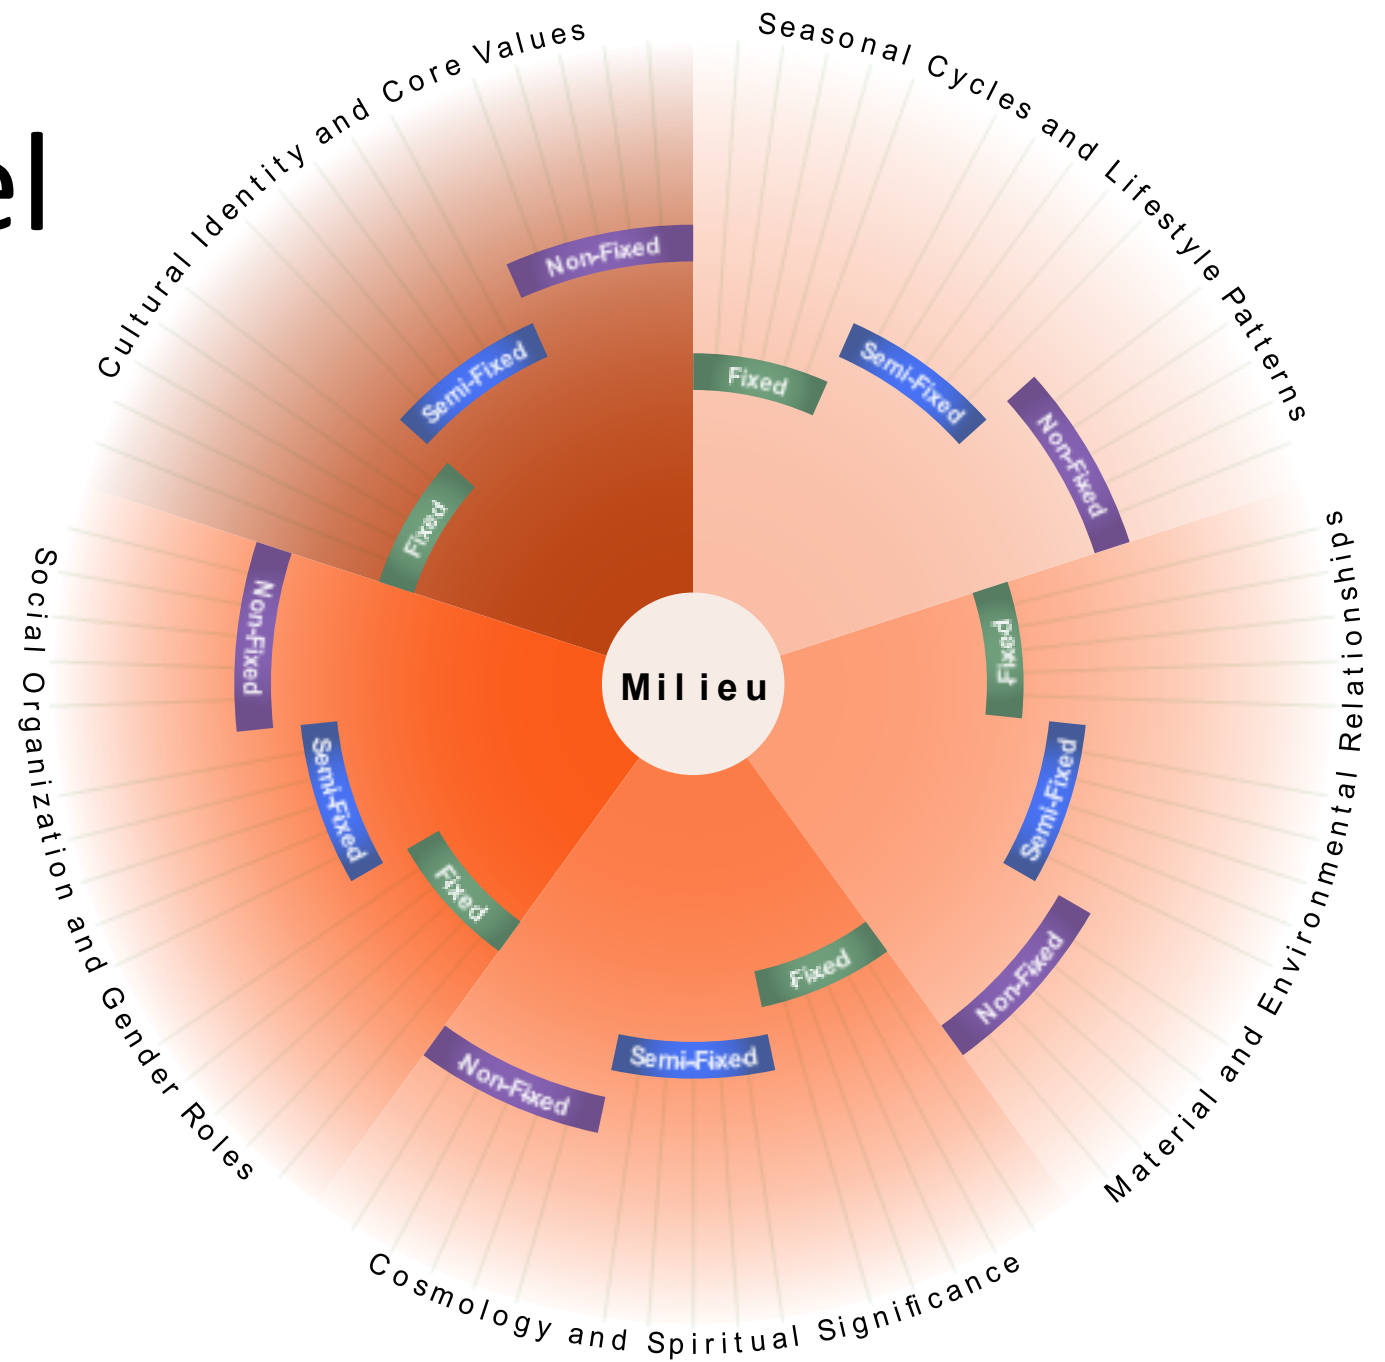 el
Seasonal Cycles and Lifestyle Patterns
Fixed
Semi-Fixed
Non-Fixed
Material and Environmental Relationships
Fixed
Semi-Fixed
Non-Fixed
Cosmology and Spiritual Significance
Fixed
Semi-Fixed
Non-Fixed
Social Organization and Gender Roles
Fixed
Semi-Fixed
Non-Fixed
Cultural Identity and Core Values
Fixed
Semi-Fixed
Non-Fixed
Milieu